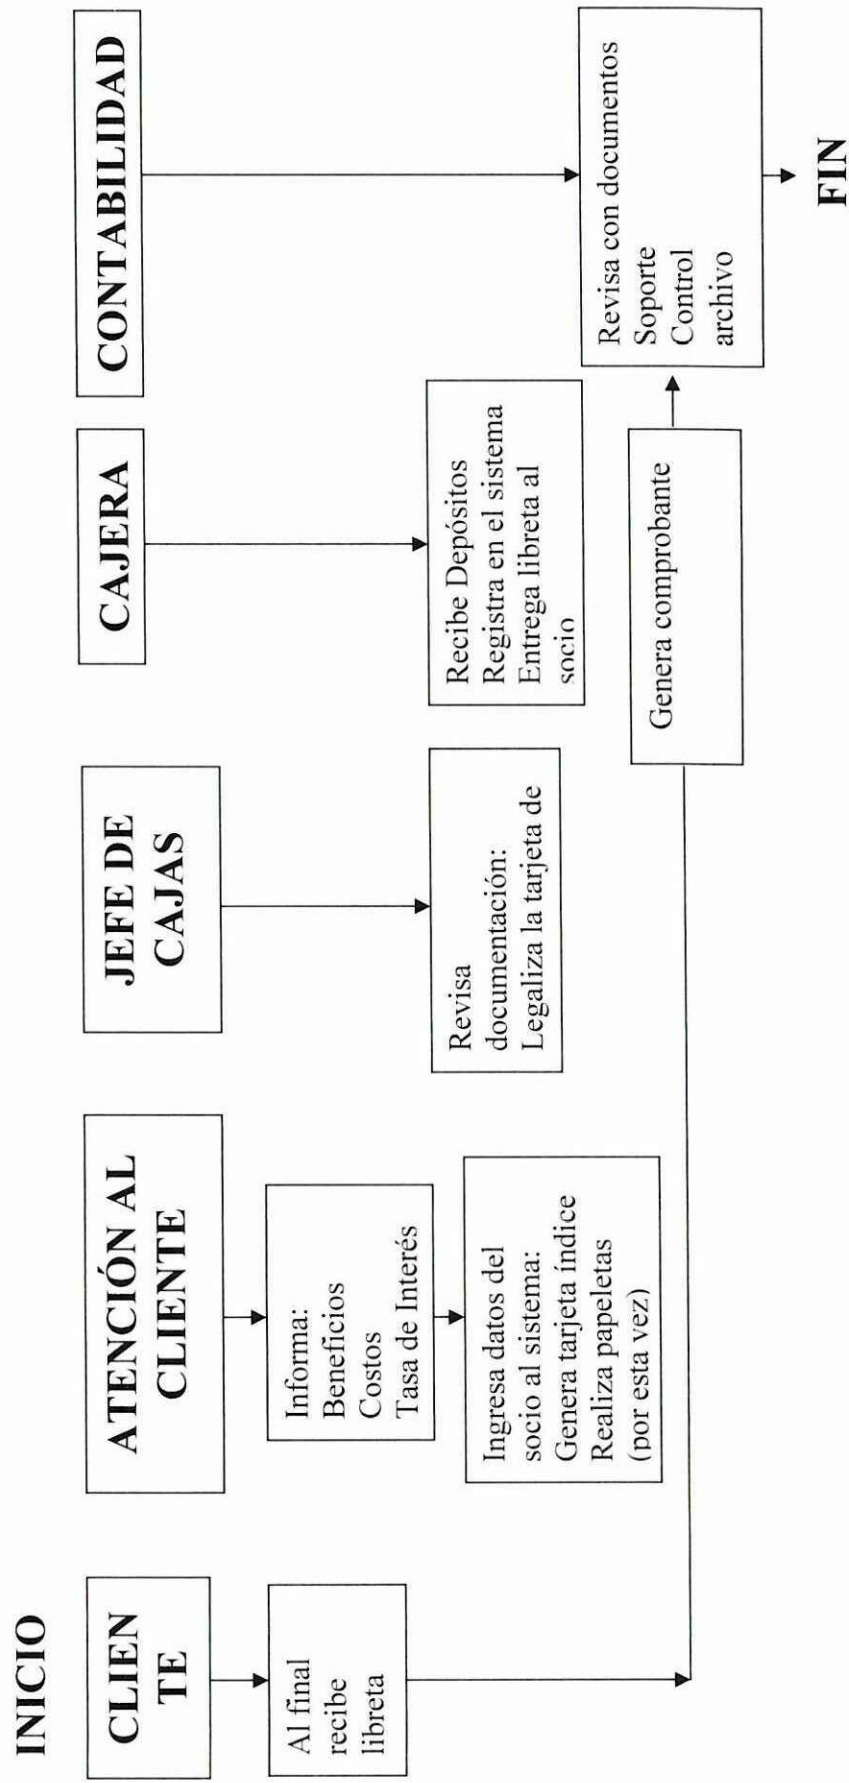 INICIO
CLIEN
TE
Al final
recibe
libreta
ATENCIÓN AL
CLIENTE
Informa:
Beneficios
Costos
Tasa de Interés
Ingresa datos del
socio al sistema:
Genera tarjeta índice
Realiza papeletas
(por esta vez)
JEFE DE
CAJAS
Revisa
documentación:
Legaliza la tarjeta de
CAJERA
Recibe Depósitos
Registra en el sistema
Entrega libreta al
socio
Genera comprobante
CONTABILIDAD
Revisa con documentos
Soporte
Control
archivo
FIN